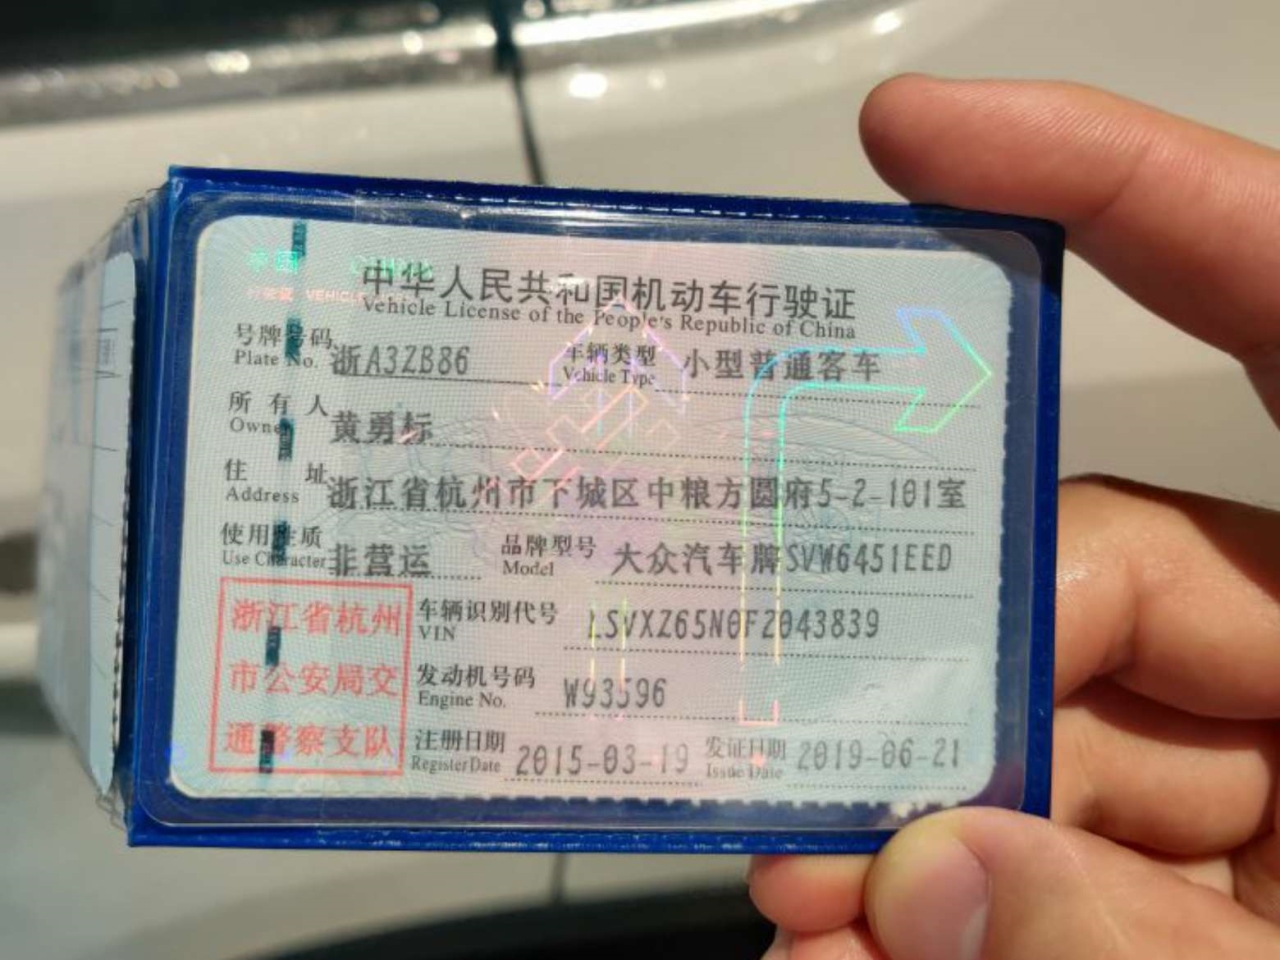 中华人民共和国机动车行驶证
Vehicle License of the People's Republic of China
号牌号码 浙A3ZB86 车辆类型 小型普通客车
Plate No. Vehicle Type
所有人 黄勇标
Owner
住址 浙江省杭州市下城区中粮方圆府5-2-101室
Address
使用性质 非营运 品牌型号 大众汽车牌SVW6451EED
Use Character Model
浙江省杭州 车辆识别代号 LSVXZ65N0F2043839
VIN
市公安局交 发动机号码 W93596
Engine No.
通警察支队 注册日期 2015-03-19 发证日期 2019-06-21
Register Date Issue Date